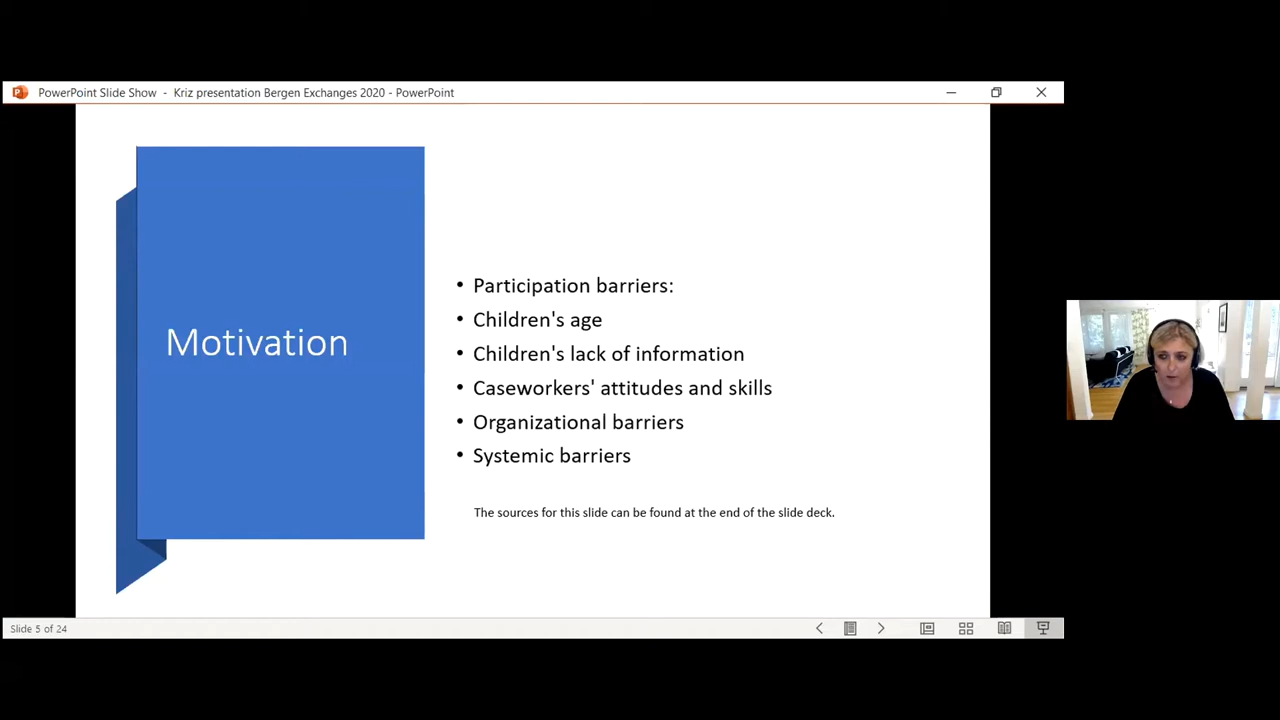 PowerPoint Slide Show - Kriz presentation Bergen Exchanges 2020 - PowerPoint
Motivation
• Participation barriers:
• Children's age
• Children's lack of information
• Caseworkers' attitudes and skills
• Organizational barriers
• Systemic barriers
The sources for this slide can be found at the end of the slide deck.
Slide 5 of 24